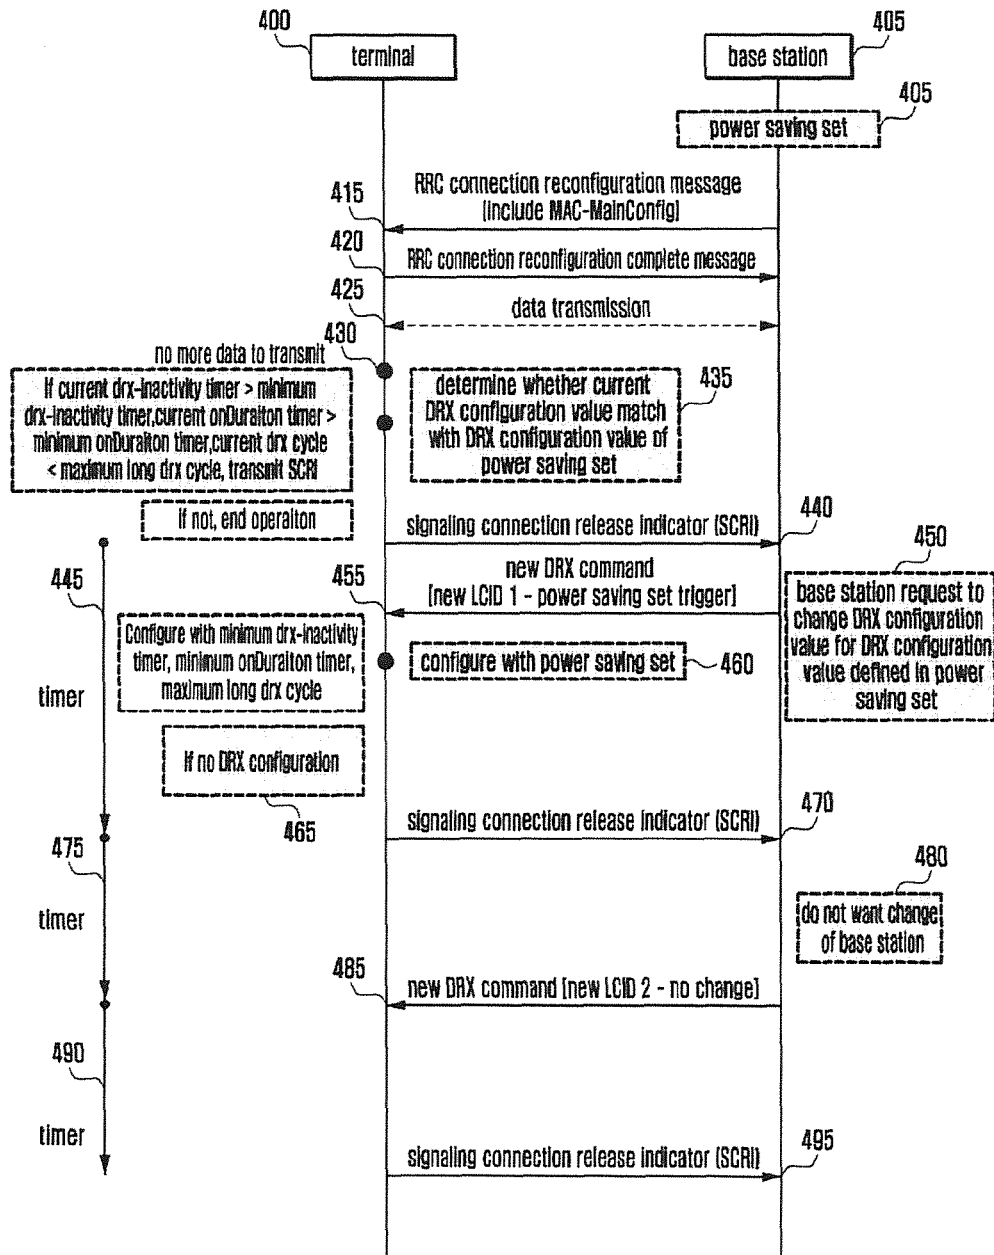 400
terminal
405
base station
405
power saving set
RRC connection reconfiguration message
(include MAC-MainConfig)
415
420
RRC connection reconfiguration complete message
425
data transmission
430
no more data to transmit
If current drx-inactivity timer > minimum
drx-inactivity timer,current onDuraiton timer >
minimum onDuraiton timer,current drx cycle
< maximum long drx cycle, transmit SCRI
determine whether current
DRX configuration value match
with DRX configuration value of
power saving set
435
If not, end operaiton
signaling connection release indicator (SCRI)
440
445
timer
455
new DRX command
[new LCID 1 - power saving set trigger]
450
base station request to
change DRX configuration
value for DRX configuration
value defined in power
saving set
Configure with minimum drx-inactivity
timer, minimum onDuraiton timer,
maximum long drx cycle
configure with power saving set
460
If no DRX configuration
465
signaling connection release indicator (SCRI)
470
475
timer
480
do not want change
of base station
485
new DRX command [new LCID 2 - no change]
490
timer
signaling connection release indicator (SCRI)
495